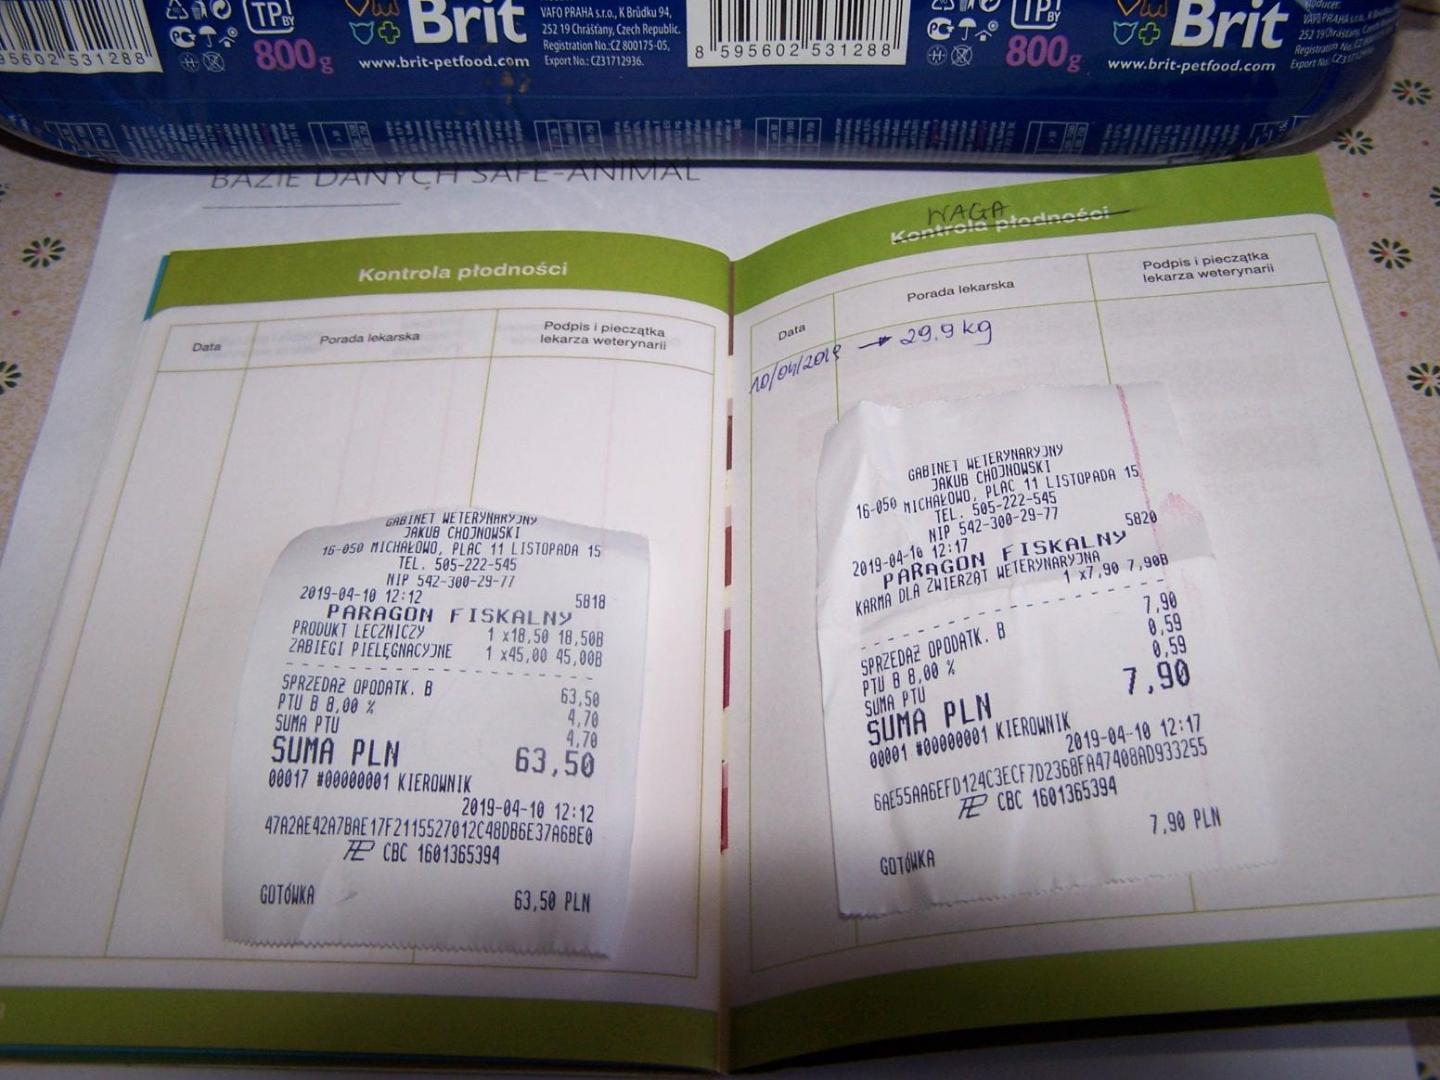 95602 531288
TP BY
800g
Brit
www.brit-petfood.com
VAFO PRAHA s.r.o., K Brůdku 94,
252 19 Chrášťany, Czech Republic.
Registration No.:CZ 800175-05,
Export No.: CZ31712936.
8 595602 531288
TP BY
800g
Brit
www.brit-petfood.com
BAZIE DANYCH SAFE-ANIMAL
Kontrola płodności
Data
Porada lekarska
Podpis i pieczątka
lekarza weterynarii
GABINET WETERYNARYJNY
JAKUB CHOJNOWSKI
16-050 MICHAŁOWO, PLAC 11 LISTOPADA 15
TEL. 505-222-545
NIP 542-300-29-77
2019-04-10 12:12 5818
PARAGON FISKALNY
PRODUKT LECZNICZY 1 x18,50 18,50B
ZABIEGI PIELĘGNACYJNE 1 x45,00 45,00B
SPRZEDAŻ OPODATK. B 63,50
PTU B 8,00 % 4,70
SUMA PTU 4,70
SUMA PLN 63,50
00017 #00000001 KIEROWNIK
2019-04-10 12:12
47A2AE42A7BAE17F2115527012C48DB6E37A6BE0
CBC 1601365394
GOTÓWKA 63,50 PLN
WAGA
Kontrola płodności
Data
Porada lekarska
Podpis i pieczątka
lekarza weterynarii
10/04/2019 → 29.9 kg
GABINET WETERYNARYJNY
JAKUB CHOJNOWSKI
16-050 MICHAŁOWO, PLAC 11 LISTOPADA 15
TEL. 505-222-545
NIP 542-300-29-77
2019-04-10 12:17 5820
PARAGON FISKALNY
KARMA DLA ZWIERZĄT WETERYNARYJNA
1 x7,90 7,90B
SPRZEDAŻ OPODATK. B 7,90
PTU B 8,00 % 0,59
SUMA PTU 0,59
SUMA PLN 7,90
00001 #00000001 KIEROWNIK
2019-04-10 12:17
6AE55AA6EFD124C3ECF7D2368FA47408AD933255
CBC 1601365394
7,90 PLN
GOTÓWKA